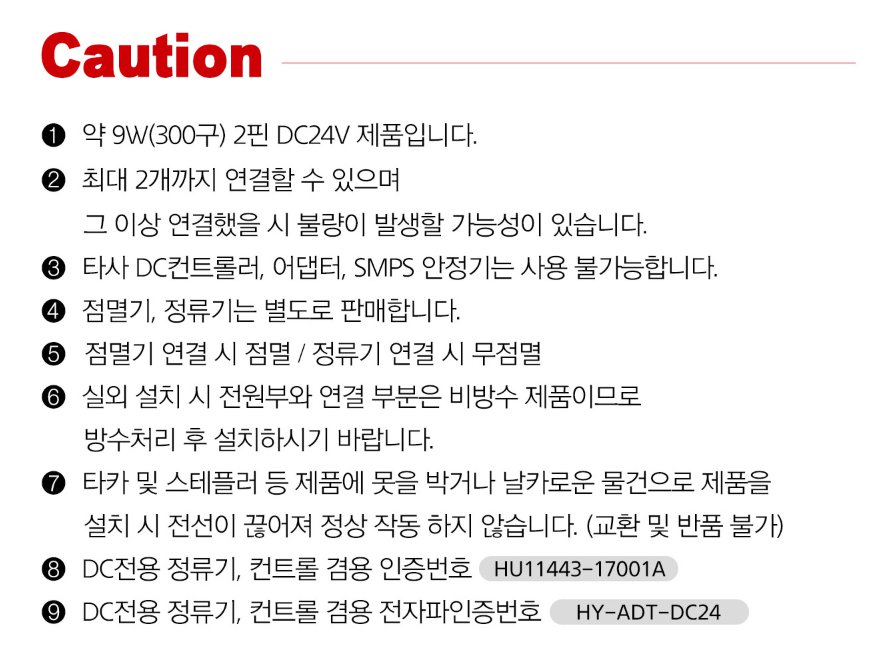 Caution
❶ 약 9W(300구) 2핀 DC24V 제품입니다.
❷ 최대 2개까지 연결할 수 있으며
그 이상 연결했을 시 불량이 발생할 가능성이 있습니다.
❸ 타사 DC컨트롤러, 어댑터, SMPS 안정기는 사용 불가능합니다.
❹ 점멸기, 정류기는 별도로 판매합니다.
❺ 점멸기 연결 시 점멸 / 정류기 연결 시 무점멸
❻ 실외 설치 시 전원부와 연결 부분은 비방수 제품이므로
방수처리 후 설치하시기 바랍니다.
❼ 타카 및 스테플러 등 제품에 못을 박거나 날카로운 물건으로 제품을
설치 시 전선이 끊어져 정상 작동 하지 않습니다. (교환 및 반품 불가)
❽ DC전용 정류기, 컨트롤 겸용 인증번호 HU11443-17001A
❾ DC전용 정류기, 컨트롤 겸용 전자파인증번호 HY-ADT-DC24